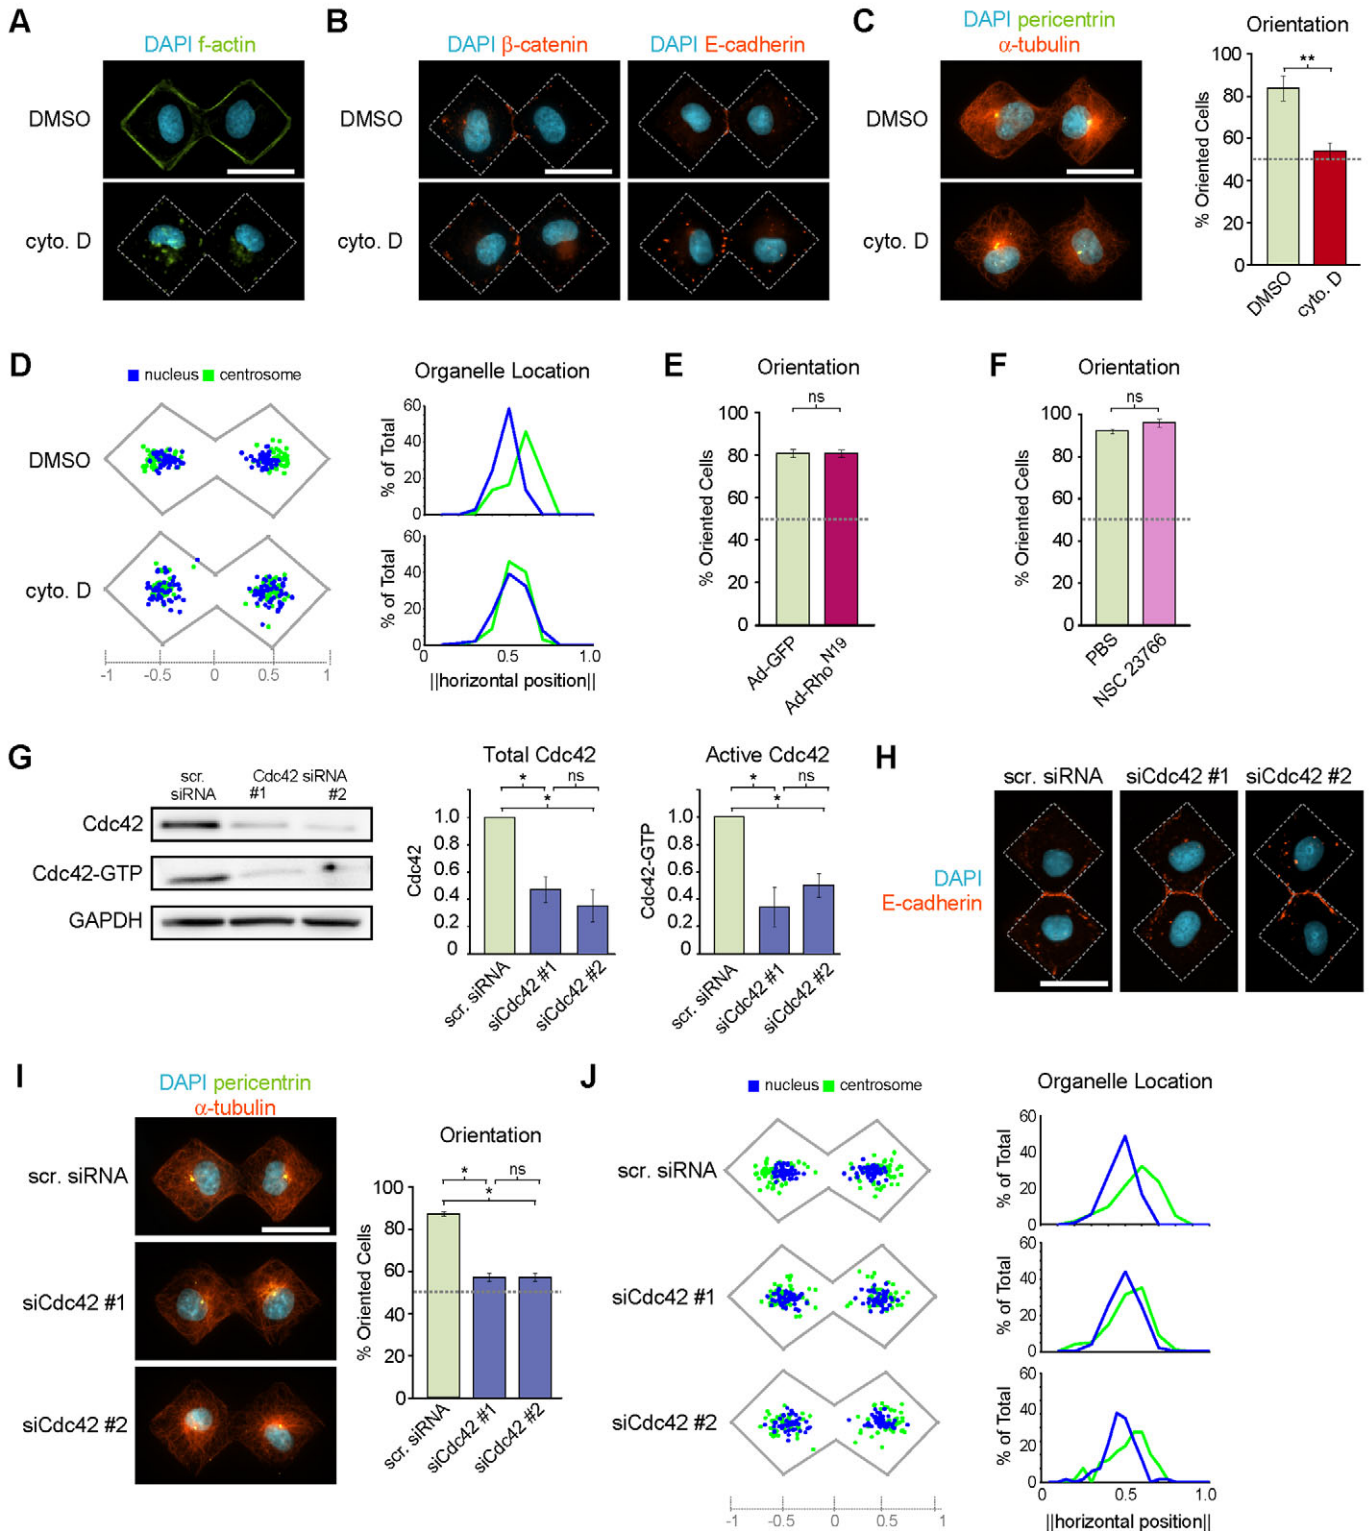 A
DAPI f-actin
DMSO
cyto. D
B
DAPI β-catenin
DAPI E-cadherin
DMSO
cyto. D
C
DAPI pericentrin
α-tubulin
DMSO
cyto. D
Orientation
% Oriented Cells
100
80
60
40
20
0
**
DMSO
cyto. D
D
nucleus centrosome
DMSO
cyto. D
-1 -0.5 0 0.5 1
Organelle Location
% of Total
60
40
20
0
% of Total
60
40
20
0
0 0.5 1.0
||horizontal position||
E
Orientation
ns
% Oriented Cells
100
80
60
40
20
0
Ad-GFP
Ad-Rho N19
F
Orientation
ns
% Oriented Cells
100
80
60
40
20
0
PBS
NSC 23766
G
scr. siRNA
Cdc42 siRNA
#1 #2
Cdc42
Cdc42-GTP
GAPDH
Total Cdc42
* ns
*
Cdc42
1.0
0.8
0.6
0.4
0.2
0
scr. siRNA
siCdc42 #1
siCdc42 #2
Active Cdc42
* ns
*
Cdc42-GTP
1.0
0.8
0.6
0.4
0.2
0
scr. siRNA
siCdc42 #1
siCdc42 #2
H
scr. siRNA siCdc42 #1 siCdc42 #2
DAPI
E-cadherin
I
DAPI pericentrin
α-tubulin
scr. siRNA
siCdc42 #1
siCdc42 #2
Orientation
* ns
*
% Oriented Cells
100
80
60
40
20
0
scr. siRNA
siCdc42 #1
siCdc42 #2
J
nucleus centrosome
scr. siRNA
siCdc42 #1
siCdc42 #2
-1 -0.5 0 0.5 1
Organelle Location
% of Total
60
40
20
0
% of Total
60
40
20
0
% of Total
60
40
20
0
0 0.5 1.0
||horizontal position||